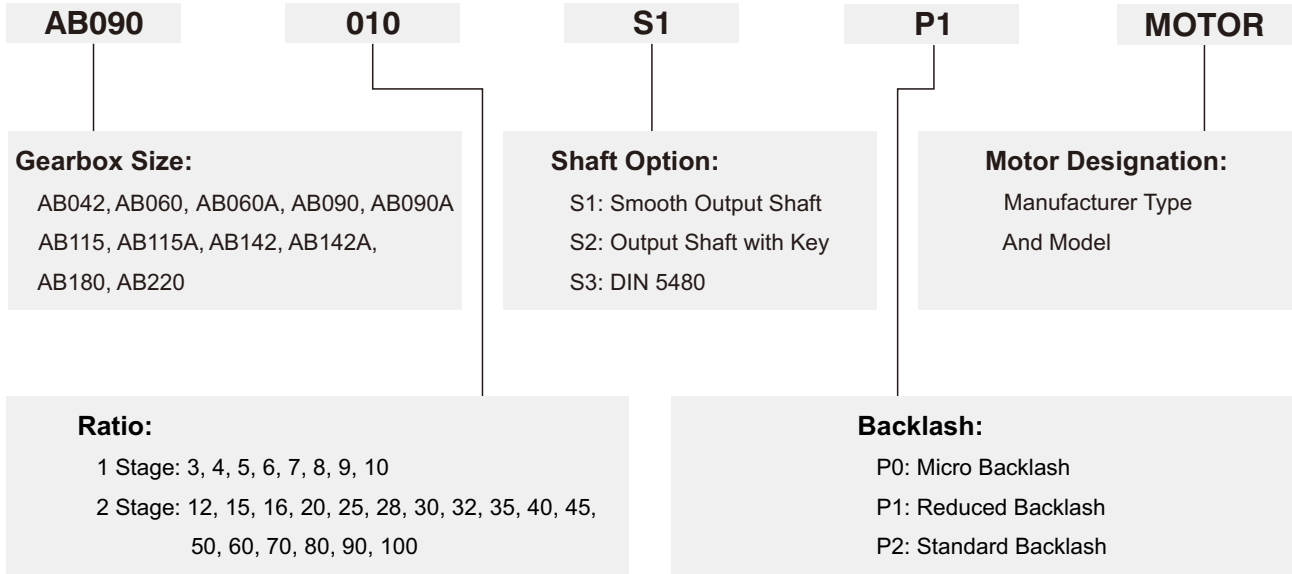 AB090 010 S1 P1 MOTOR
Gearbox Size:
AB042, AB060, AB060A, AB090, AB090A
AB115, AB115A, AB142, AB142A,
AB180, AB220
Shaft Option:
S1: Smooth Output Shaft
S2: Output Shaft with Key
S3: DIN 5480
Motor Designation:
Manufacturer Type
And Model
Ratio:
1 Stage: 3, 4, 5, 6, 7, 8, 9, 10
2 Stage: 12, 15, 16, 20, 25, 28, 30, 32, 35, 40, 45,
50, 60, 70, 80, 90, 100
Backlash:
P0: Micro Backlash
P1: Reduced Backlash
P2: Standard Backlash